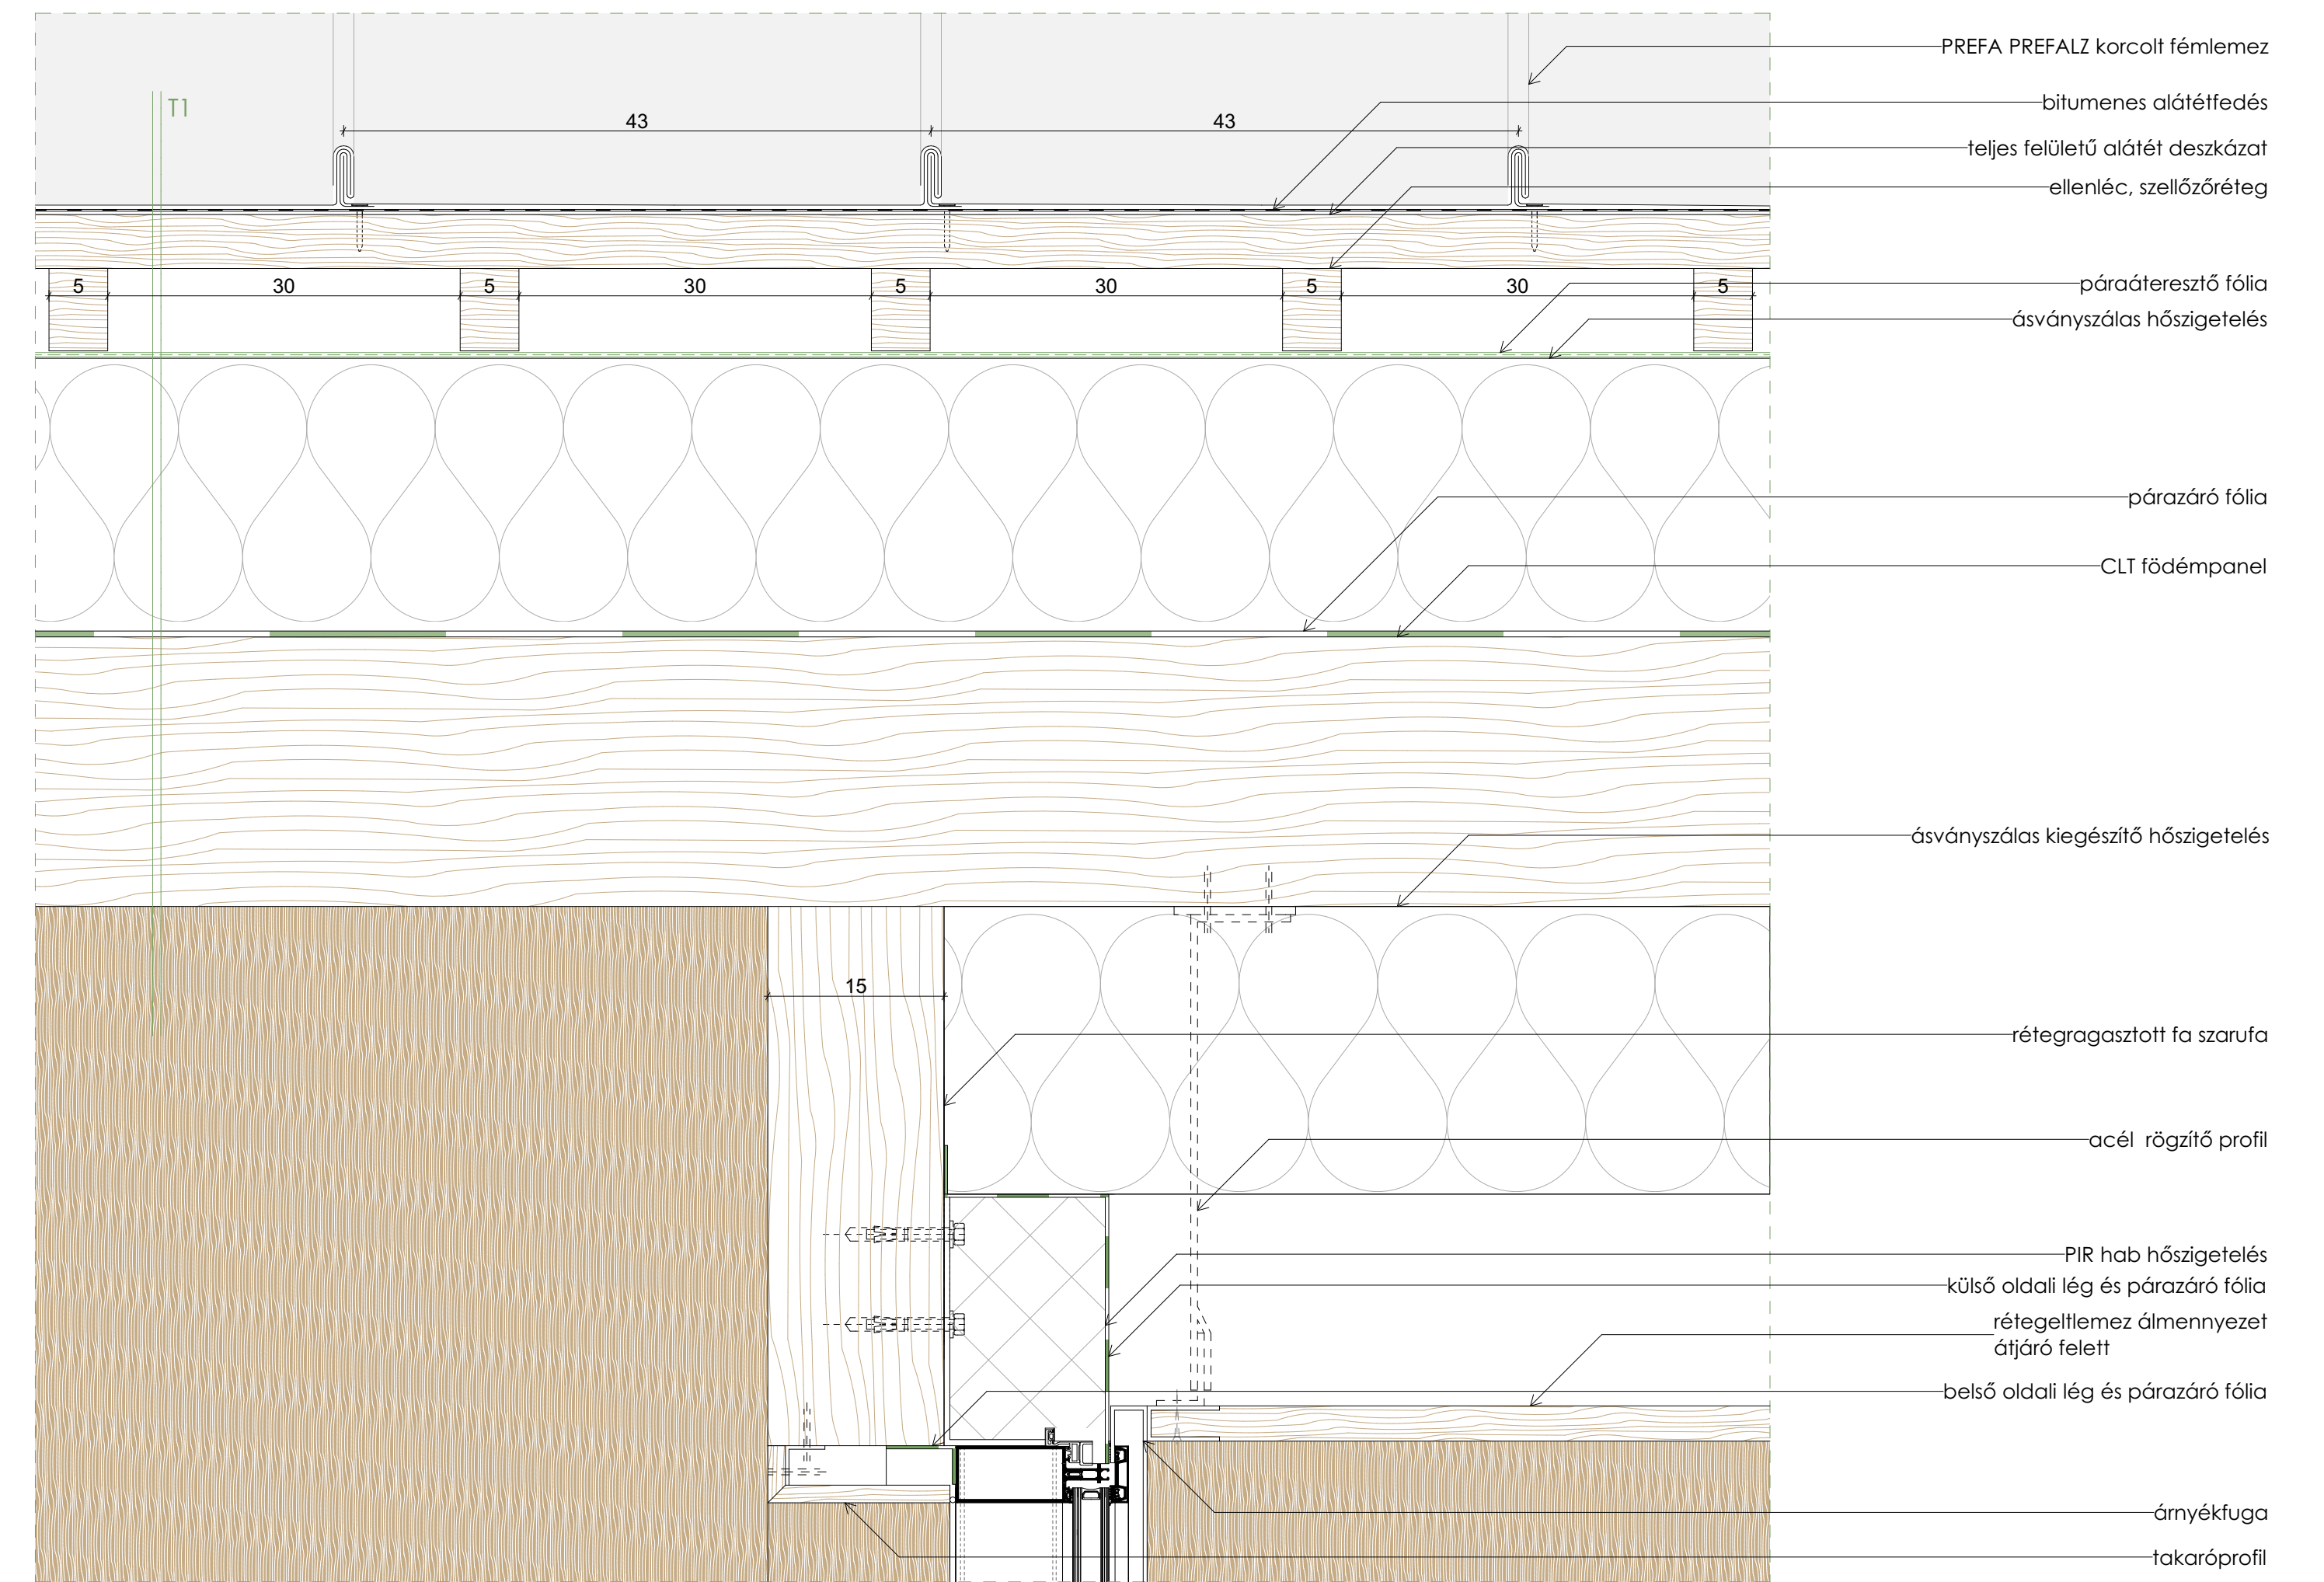 PREFA PREFALZ korcolt fémlemez
bitumenes alátétfedés
T1
43
43
teljes felületű alátét deszkázat
ellenléc, szellőzőréteg
5
30
5
30
5
30
5
30
5
páraáteresztő fólia
ásványszálas hőszigetelés
párazáró fólia
CLT födémpanel
ásványszálas kiegészítő hőszigetelés
15
rétegragasztott fa szarufa
acél rögzítő profil
PIR hab hőszigetelés
külső oldali lég és párazáró fólia
rétegeltlemez álmennyezet
átjáró felett
belső oldali lég és párazáró fólia
árnyékfuga
takaróprofil